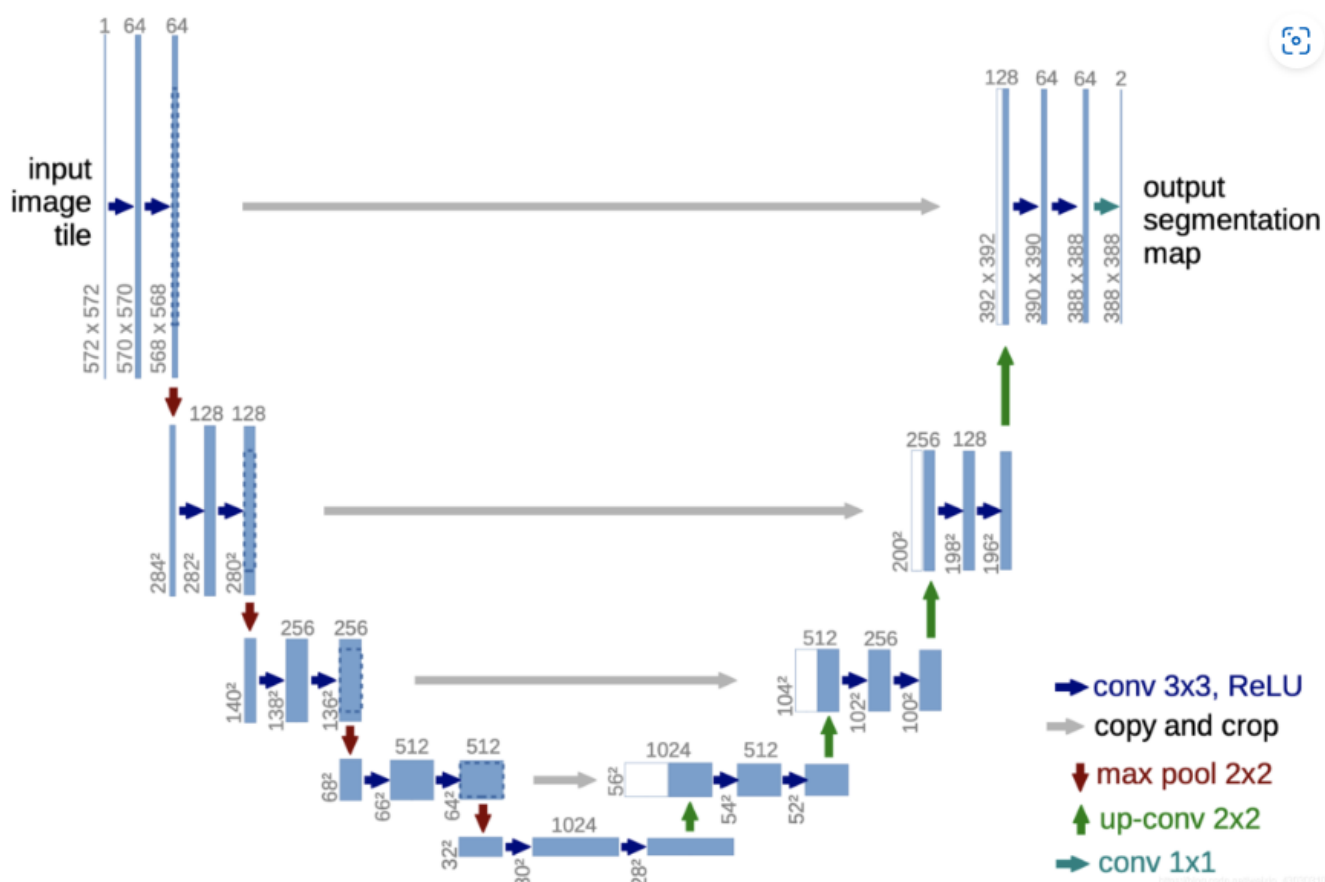 1 64 64
input
image
tile
572 x 572
570 x 570
568 x 568
128 64 64 2
392 x 392
390 x 390
388 x 388
388 x 388
output
segmentation
map
128 128
284²
282²
280²
256 128
200²
198²
196²
256 256
140²
138²
136²
512 256
104²
102²
100²
512 512
68²
66²
64²
1024 512
56²
54²
52²
1024
32²
30²
28²
conv 3x3, ReLU
copy and crop
max pool 2x2
up-conv 2x2
conv 1x1